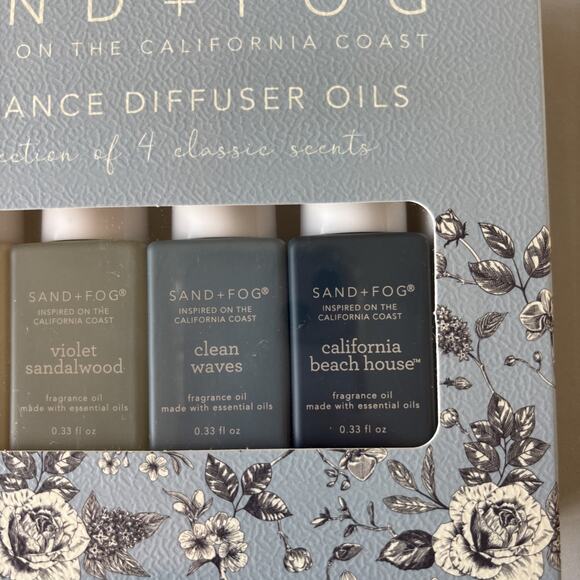 ND+FOG
ON THE CALIFORNIA COAST
ANCE DIFFUSER OILS
ection of 4 classic scents
SAND+FOG®
INSPIRED ON THE
CALIFORNIA COAST
violet
sandalwood
fragrance oil
made with essential oils
0.33 fl oz
SAND+FOG®
INSPIRED ON THE
CALIFORNIA COAST
clean
waves
fragrance oil
made with essential oils
0.33 fl oz
SAND+FOG®
INSPIRED ON THE
CALIFORNIA COAST
california
beach house™
fragrance oil
made with essential oils
0.33 fl oz